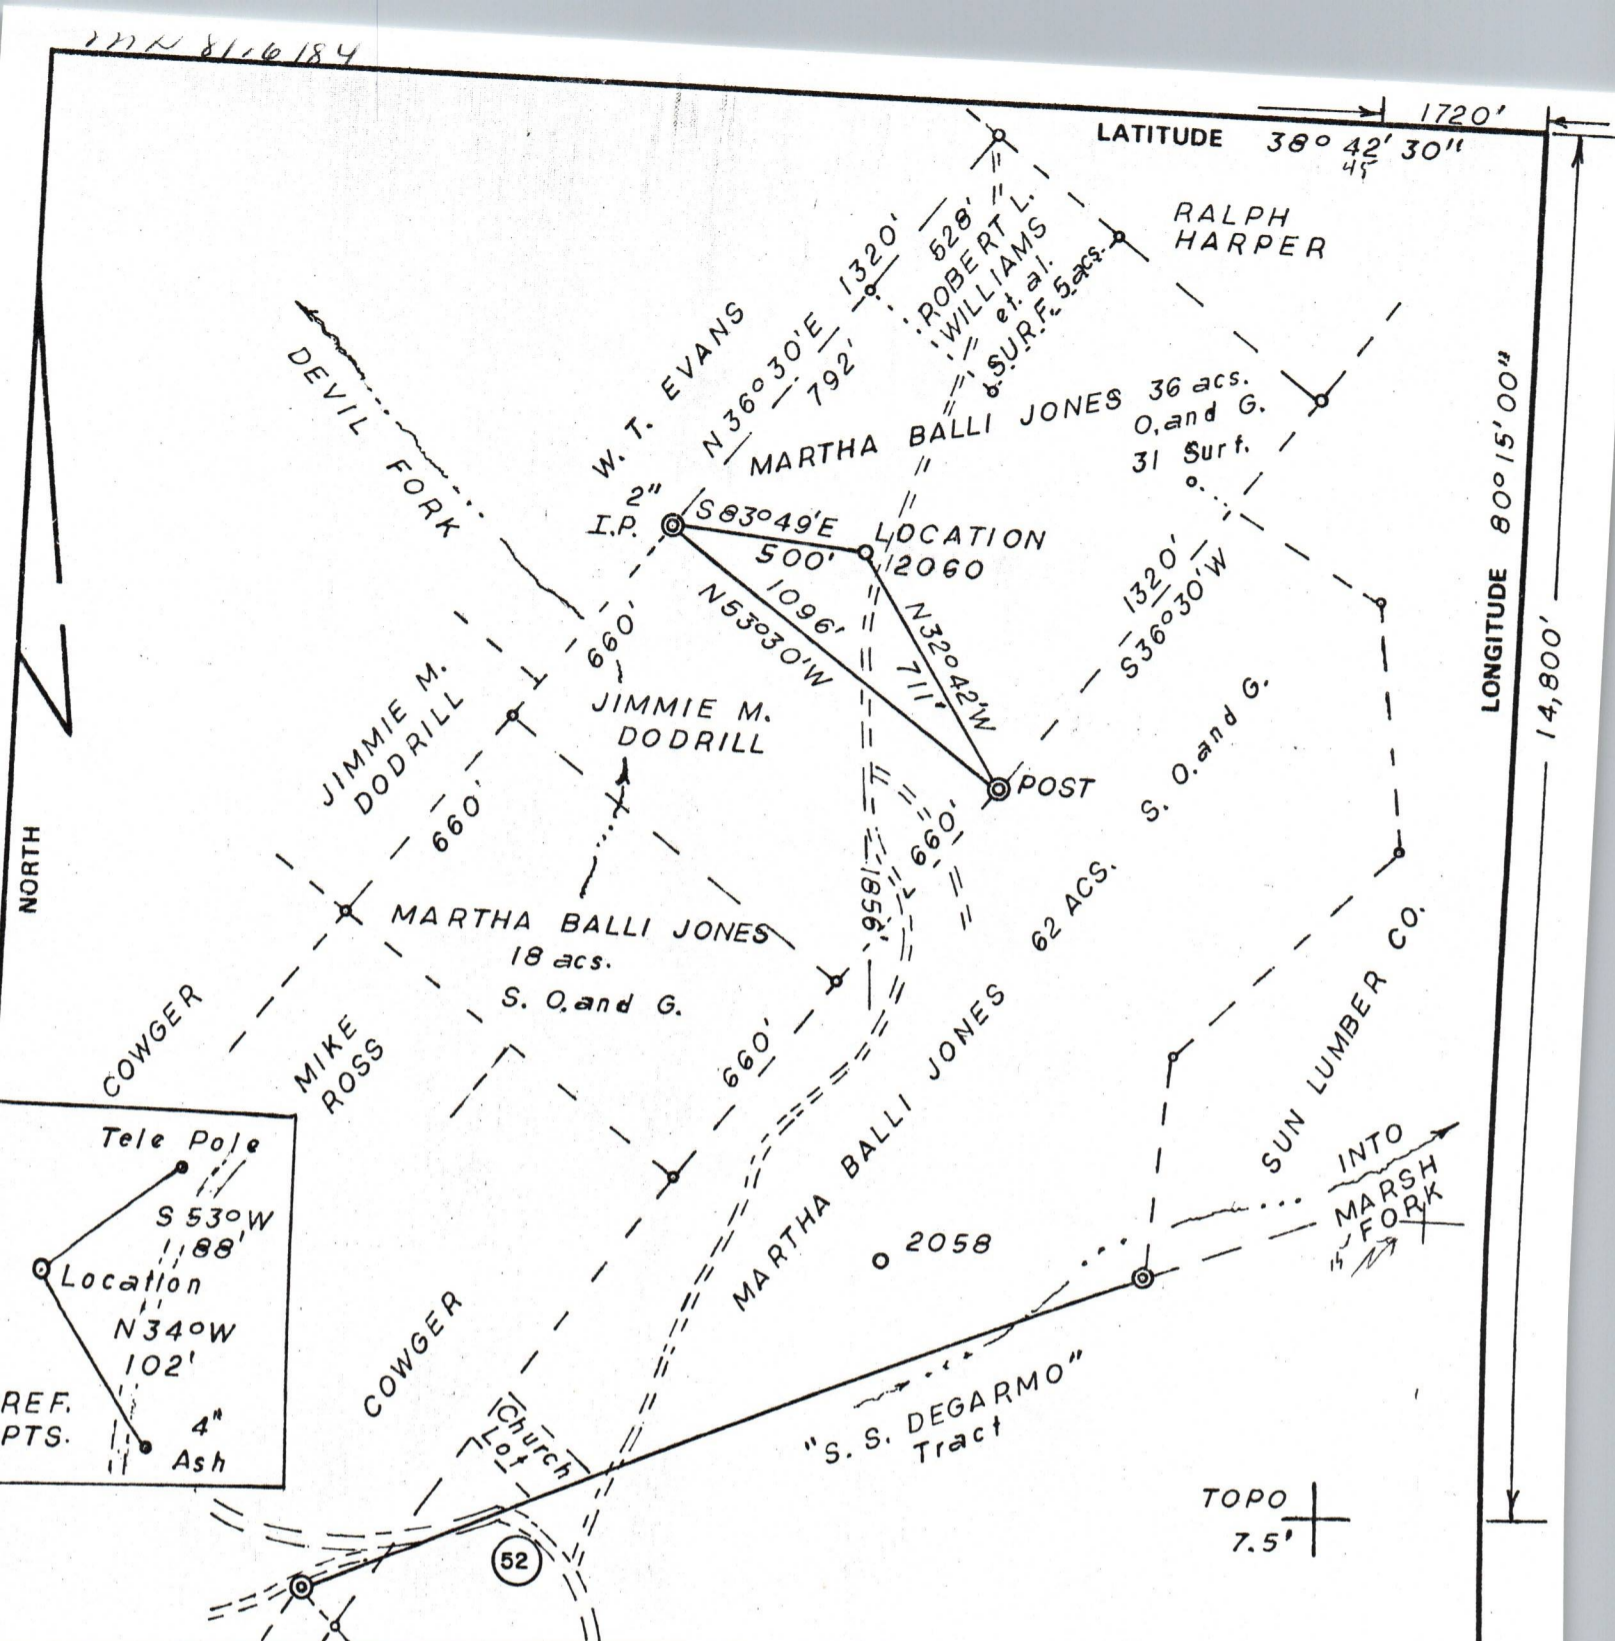 81-6184
1720'
LATITUDE 38° 42' 30"
45
RALPH
HARPER
1320'
528'
ROBERT L.
WILLIAMS
et. al.
SURF. 5 acs.
W. T. EVANS
N 36° 30' E
792'
DEVIL FORK
MARTHA BALLI JONES 36 acs.
O. and G.
31 Surf.
LONGITUDE 80° 15' 00"
14,800'
2"
I.P.
S 83° 49' E
500'
LOCATION
12060
1096'
N 53° 30' W
N 32° 42' W
711'
1320'
S 36° 30' W
660'
JIMMIE M.
DODRILL
JIMMIE M.
DODRILL
660'
POST
660'
1856'
S. O. and G.
62 ACS.
MARTHA BALLI JONES
NORTH
MARTHA BALLI JONES
18 acs.
S. O. and G.
COWGER
MIKE
ROSS
660'
SUN LUMBER CO.
INTO
MARSH
FORK
15
2058
Tele Pole
S 53° W
88'
Location
N 34° W
102'
REF.
PTS.
4"
Ash
COWGER
Church
Lot
"S. S. DEGARMO"
Tract
TOPO
7.5'
52